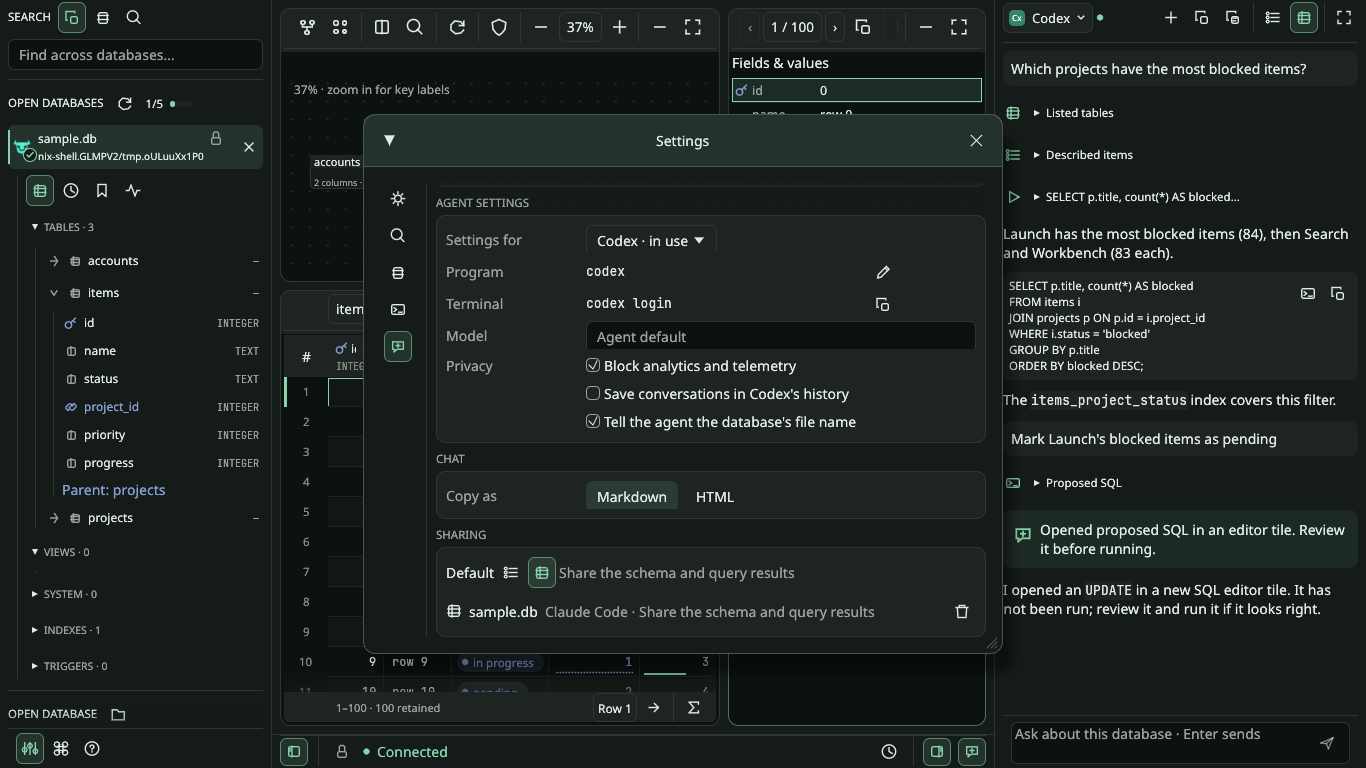 SEARCH
Find across databases...
OPEN DATABASES
1/5
sample.db
nix-shell.GLMPV2/tmp.oULuuXx1P0
TABLES · 3
accounts
items
id INTEGER
name TEXT
status TEXT
project_id INTEGER
priority INTEGER
progress INTEGER
Parent: projects
projects
VIEWS · 0
SYSTEM · 0
INDEXES · 1
TRIGGERS · 0
OPEN DATABASE
37%
37% · zoom in for key labels
accounts
2 columns ·
1 / 100
Fields & values
id 0
Settings
AGENT SETTINGS
Settings for Codex · in use
Program codex
Terminal codex login
Model Agent default
Privacy Block analytics and telemetry
Save conversations in Codex's history
Tell the agent the database's file name
CHAT
Copy as Markdown HTML
SHARING
Default Share the schema and query results
sample.db Claude Code · Share the schema and query results
#
1
2
3
4
5
6
7
8
9
10 9 row 9 in progress 1 3
1–100 · 100 retained
Row 1
Connected
Cx Codex
Which projects have the most blocked items?
Listed tables
Described items
SELECT p.title, count(*) AS blocked...
Launch has the most blocked items (84), then Search
and Workbench (83 each).
SELECT p.title, count(*) AS blocked
FROM items i
JOIN projects p ON p.id = i.project_id
WHERE i.status = 'blocked'
GROUP BY p.title
ORDER BY blocked DESC;
The items_project_status index covers this filter.
Mark Launch's blocked items as pending
Proposed SQL
Opened proposed SQL in an editor tile. Review
it before running.
I opened an UPDATE in a new SQL editor tile. It has
not been run; review it and run it if it looks right.
Ask about this database · Enter sends